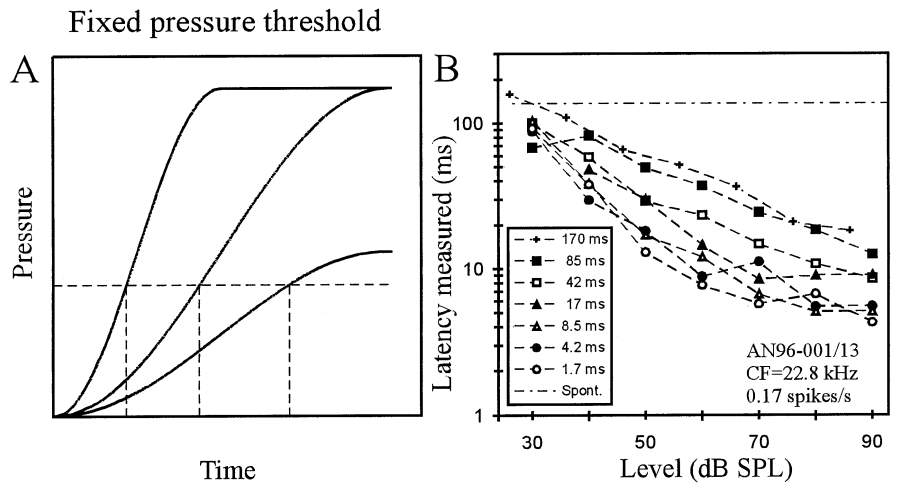 Fixed pressure threshold
A
Pressure
Time
B
Latency measured (ms)
100
10
1
170 ms
85 ms
42 ms
17 ms
8.5 ms
4.2 ms
1.7 ms
Spont.
AN96-001/13
CF=22.8 kHz
0.17 spikes/s
30 50 70 90
Level (dB SPL)